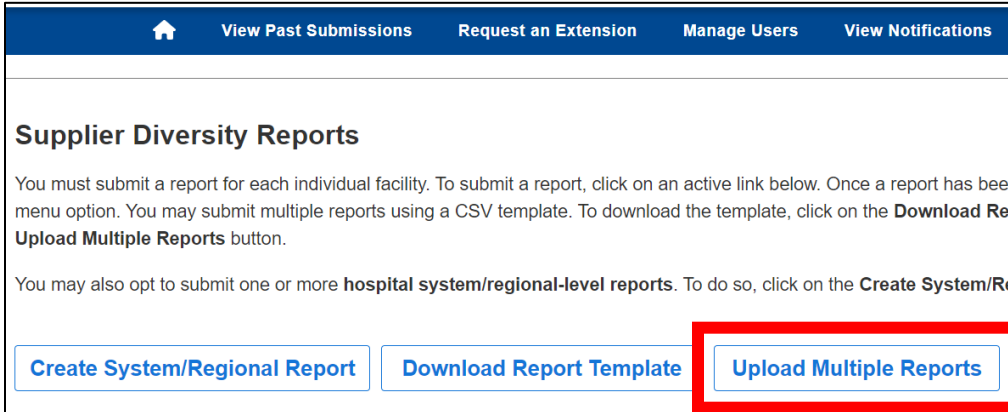 View Past Submissions Request an Extension Manage Users View Notifications
Supplier Diversity Reports
You must submit a report for each individual facility. To submit a report, click on an active link below. Once a report has bee
menu option. You may submit multiple reports using a CSV template. To download the template, click on the Download Re
Upload Multiple Reports button.
You may also opt to submit one or more hospital system/regional-level reports. To do so, click on the Create System/Re
Create System/Regional Report Download Report Template Upload Multiple Reports